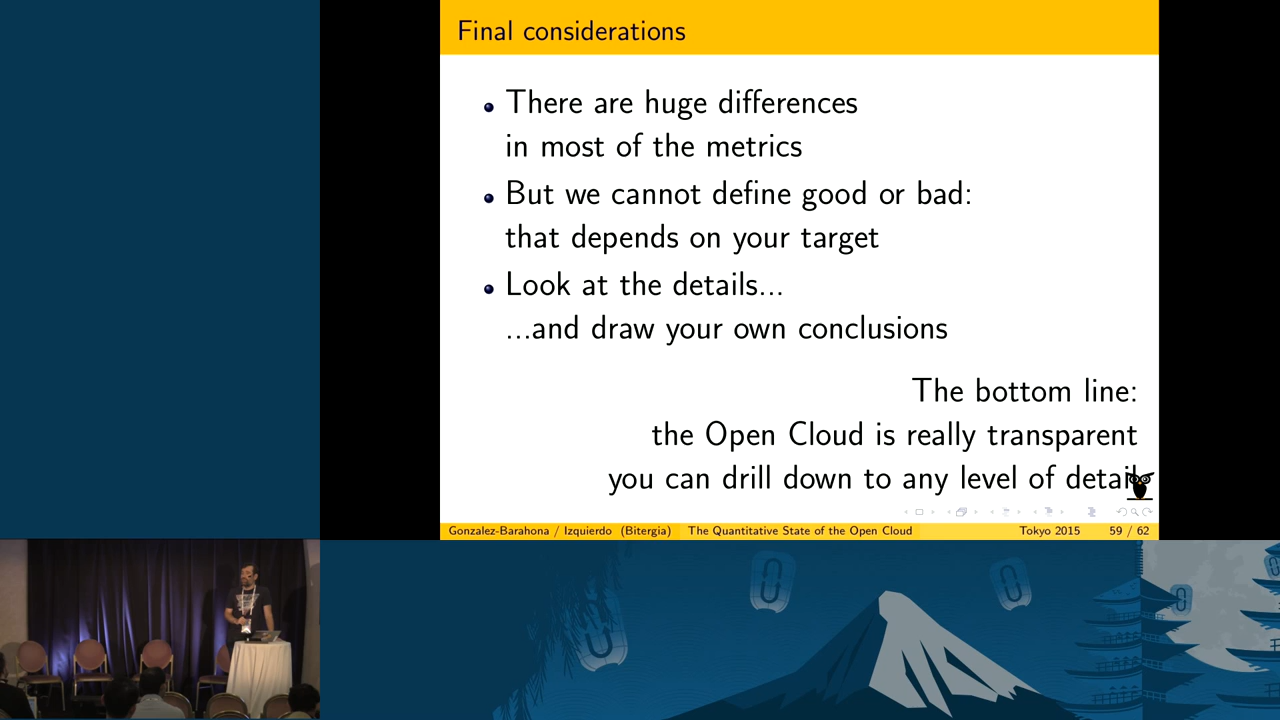 Final considerations
There are huge differences
in most of the metrics
But we cannot define good or bad:
that depends on your target
Look at the details...
...and draw your own conclusions
The bottom line:
the Open Cloud is really transparent
you can drill down to any level of detail
Gonzalez-Barahona / Izquierdo (Bitergia) The Quantitative State of the Open Cloud Tokyo 2015 59 / 62